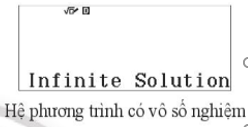 √▱ D
Infinite Solution
Hệ phương trình có vô số nghiệm